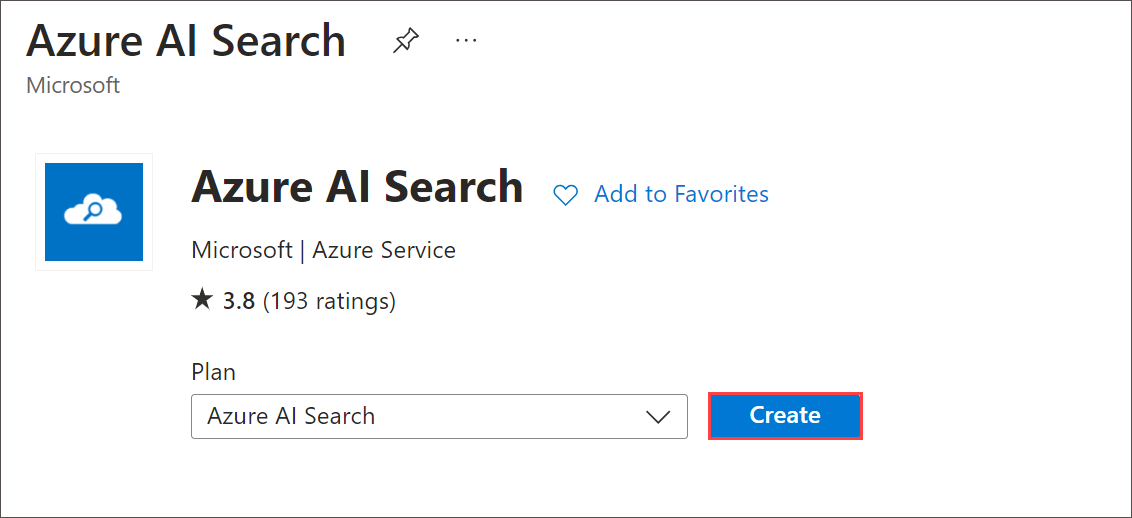 Azure AI Search
Microsoft
Azure AI Search
Add to Favorites
Microsoft | Azure Service
★ 3.8 (193 ratings)
Plan
Azure AI Search
Create